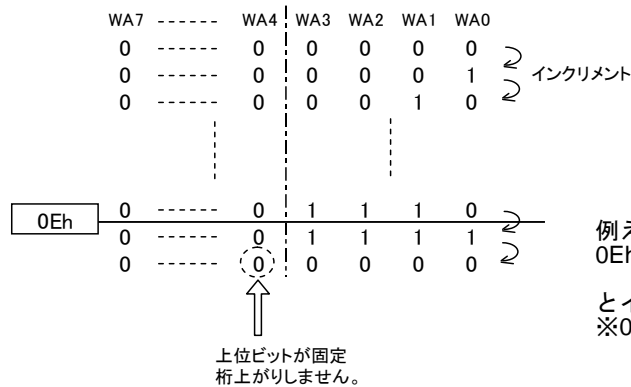 WA7 ------ WA4 WA3 WA2 WA1 WA0
0 ------ 0 0 0 0 0
0 ------ 0 0 0 0 1
インクリメント
0 ------ 0 0 0 1 0
0Eh
0 ------ 0 1 1 1 0
0 ------ 0 1 1 1 1
0 ------ 0 0 0 0 0
上位ビットが固定
桁上がりしません。
例え
0Eh
とイ
※0